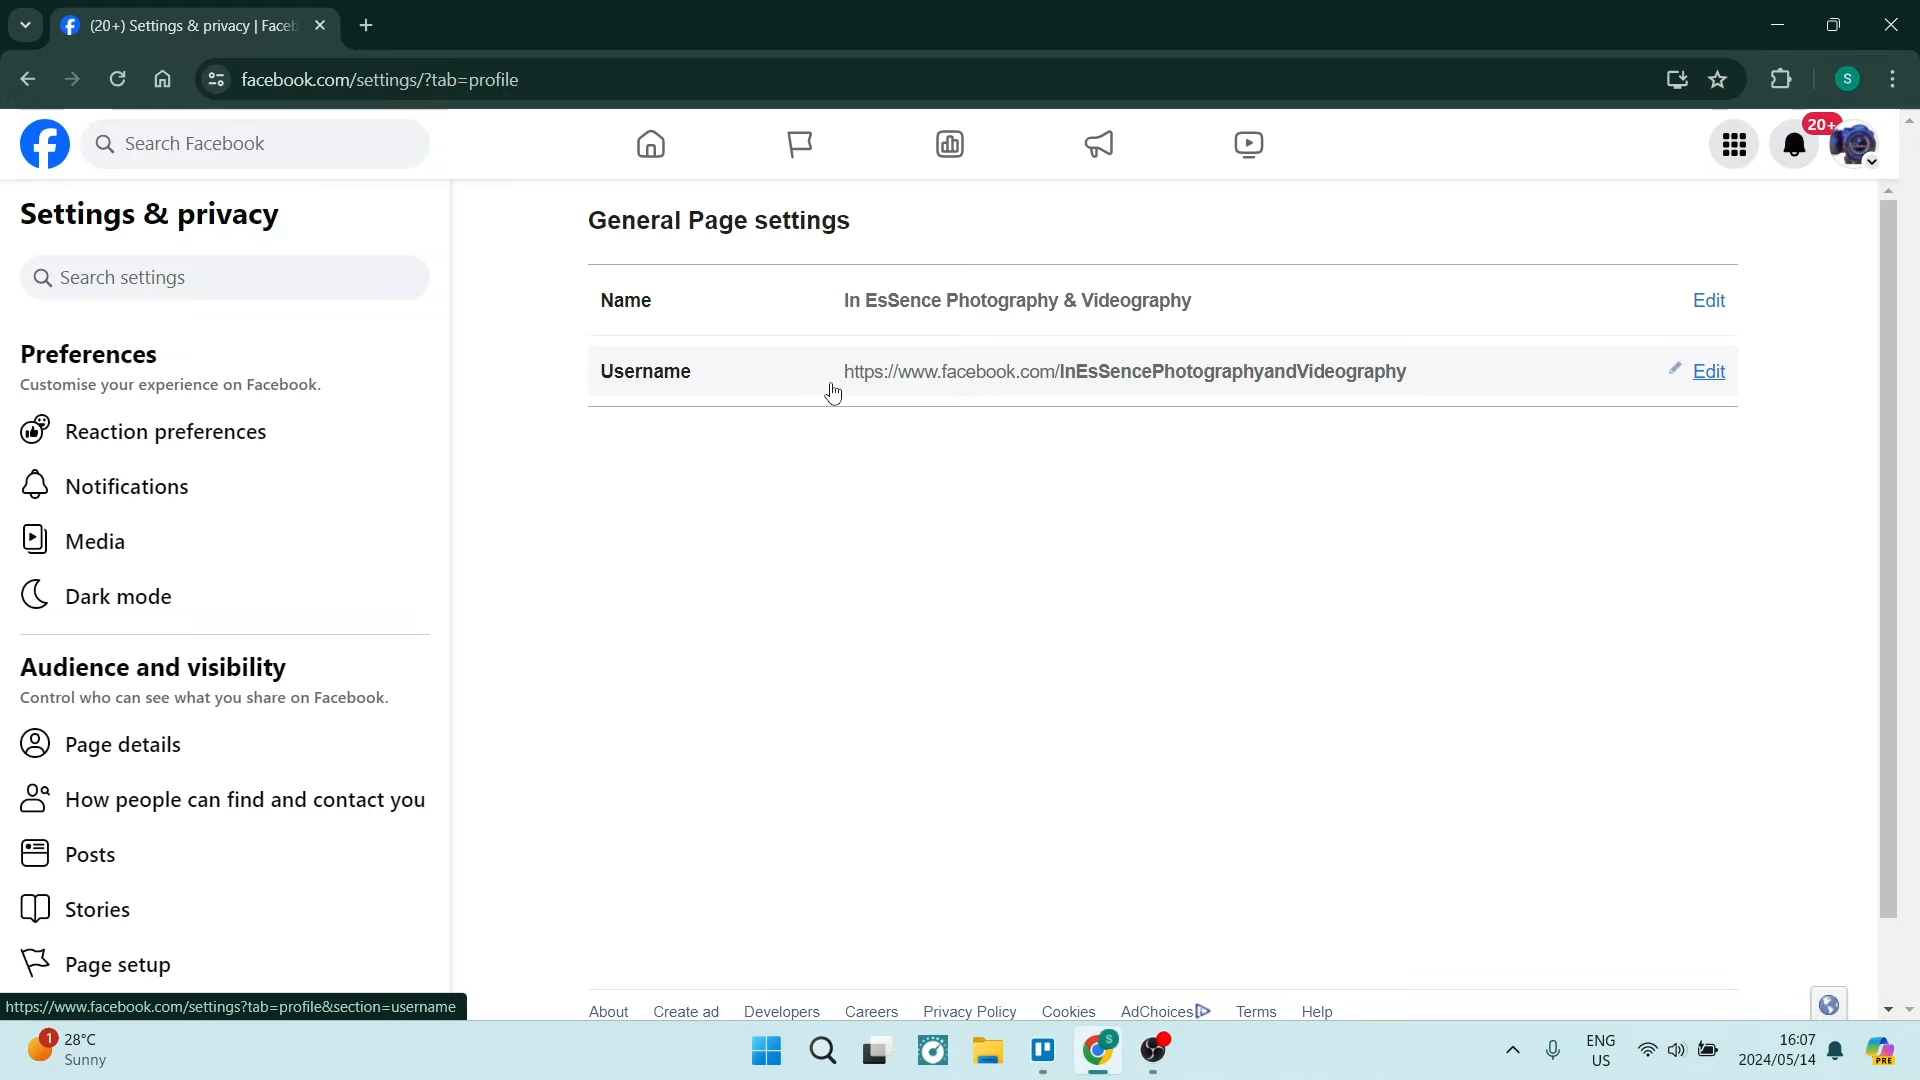 (20+) Settings & privacy | Faceb
facebook.com/settings/?tab=profile
S
Search Facebook
20+
Settings & privacy
Search settings
Preferences
Customise your experience on Facebook.
Reaction preferences
Notifications
Media
Dark mode
Audience and visibility
Control who can see what you share on Facebook.
Page details
How people can find and contact you
Posts
Stories
Page setup
General Page settings
Name In EsSence Photography & Videography Edit
Username https://www.facebook.com/InEsSencePhotographyandVideography Edit
About Create ad Developers Careers Privacy Policy Cookies AdChoices Terms Help
https://www.facebook.com/settings?tab=profile&section=username
1
28°C
Sunny
S
ENG
US
16:07
2024/05/14
PRE